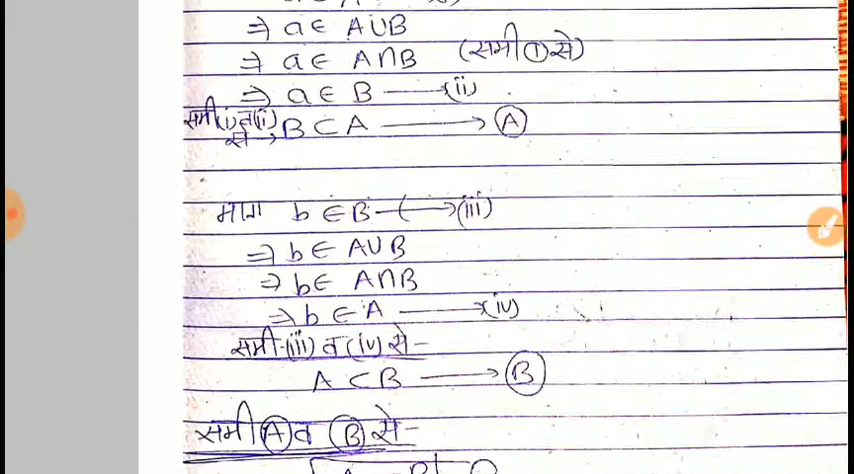 ⇒ a ∈ A∪B
⇒ a ∈ A∩B (समी ① से)
⇒ a ∈ B —(ii)
समी (i) व (ii) से → B ⊂ A ⟶ Ⓐ
माना b ∈ B ⟶ (iii)
⇒ b ∈ A∪B
⇒ b ∈ A∩B
⇒ b ∈ A —(iv)
समी (iii) व (iv) से –
A ⊂ B ⟶ Ⓑ
समी Ⓐ व Ⓑ से –